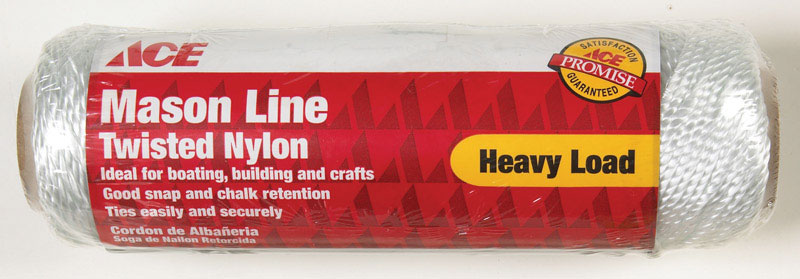 ACE
Mason Line
Twisted Nylon
Ideal for boating, building and crafts
Good snap and chalk retention
Ties easily and securely
Cordon de Albañeria
Soga de Nailon Retorcida
Heavy Load
SATISFACTION
ACE
PROMISE
GUARANTEED